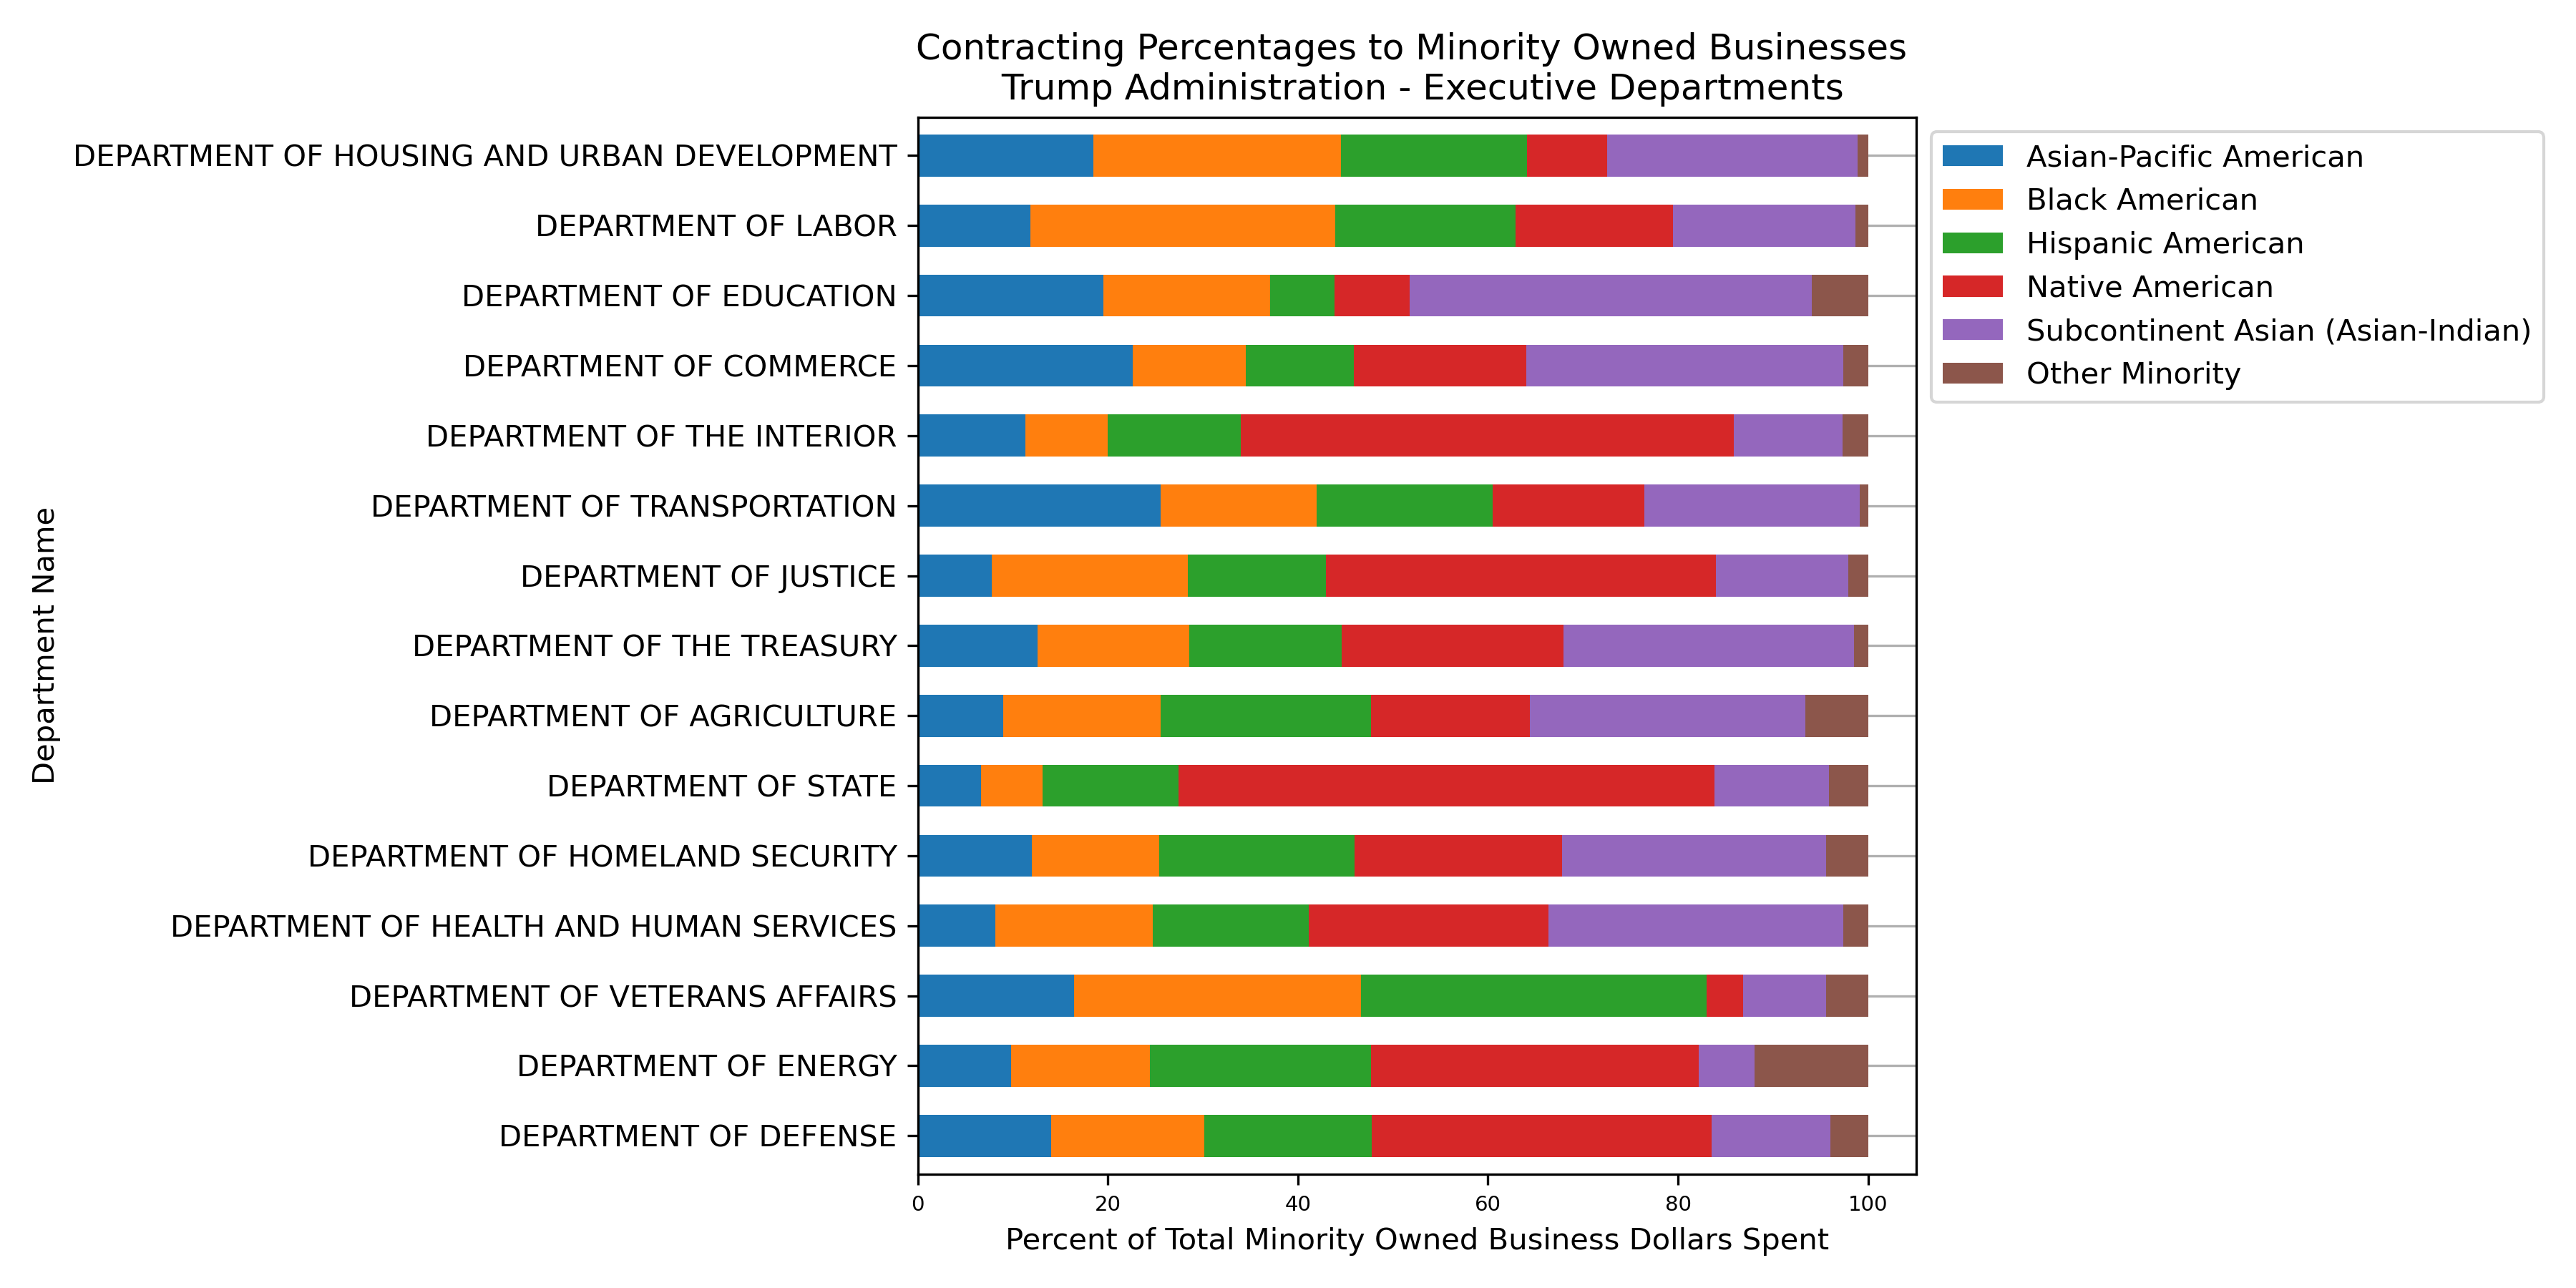 Contracting Percentages to Minority Owned Businesses
Trump Administration - Executive Departments
Department Name
DEPARTMENT OF HOUSING AND URBAN DEVELOPMENT
DEPARTMENT OF LABOR
DEPARTMENT OF EDUCATION
DEPARTMENT OF COMMERCE
DEPARTMENT OF THE INTERIOR
DEPARTMENT OF TRANSPORTATION
DEPARTMENT OF JUSTICE
DEPARTMENT OF THE TREASURY
DEPARTMENT OF AGRICULTURE
DEPARTMENT OF STATE
DEPARTMENT OF HOMELAND SECURITY
DEPARTMENT OF HEALTH AND HUMAN SERVICES
DEPARTMENT OF VETERANS AFFAIRS
DEPARTMENT OF ENERGY
DEPARTMENT OF DEFENSE
0 20 40 60 80 100
Percent of Total Minority Owned Business Dollars Spent
Asian-Pacific American
Black American
Hispanic American
Native American
Subcontinent Asian (Asian-Indian)
Other Minority